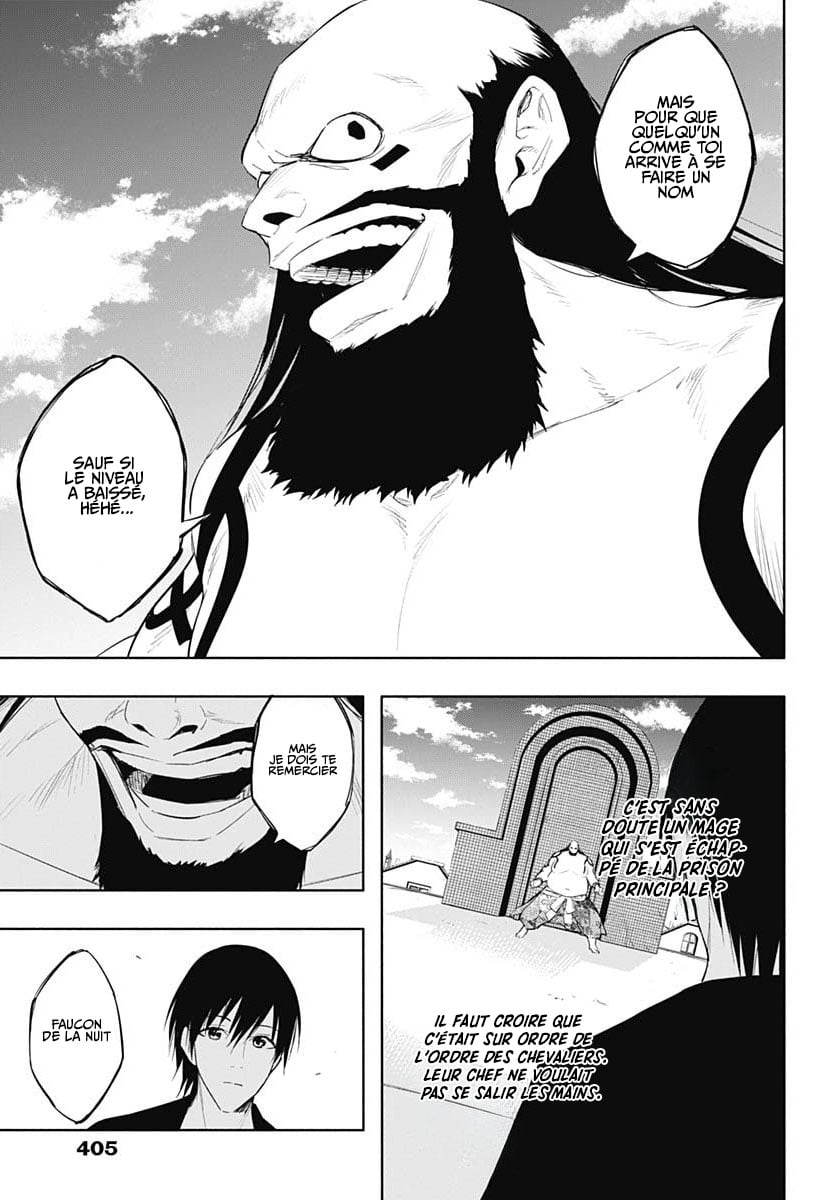 MAIS
POUR QUE
QUELQU'UN
COMME TOI
ARRIVE À SE
FAIRE UN
NOM
SAUF SI
LE NIVEAU
A BAISSÉ,
HÉHÉ...
C'EST SANS
DOUTE UN MAGE
QUI S'EST ÉCHAP-
PÉ DE LA PRISON
PRINCIPALE ?
IL FAUT CROIRE QUE
C'ÉTAIT SUR ORDRE DE
L'ORDRE DES CHEVALIERS.
LEUR CHEF NE VOULAIT
PAS SE SALIR LES MAINS.
MAIS
JE DOIS TE
REMERCIER
FAUCON
DE LA NUIT
405